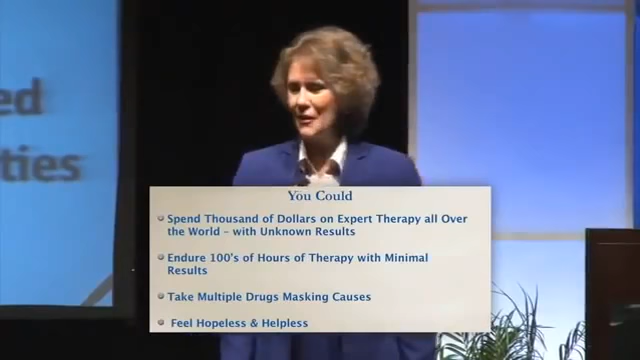 ed
ties
You Could
Spend Thousand of Dollars on Expert Therapy all Over
the World – with Unknown Results
Endure 100's of Hours of Therapy with Minimal
Results
Take Multiple Drugs Masking Causes
Feel Hopeless & Helpless